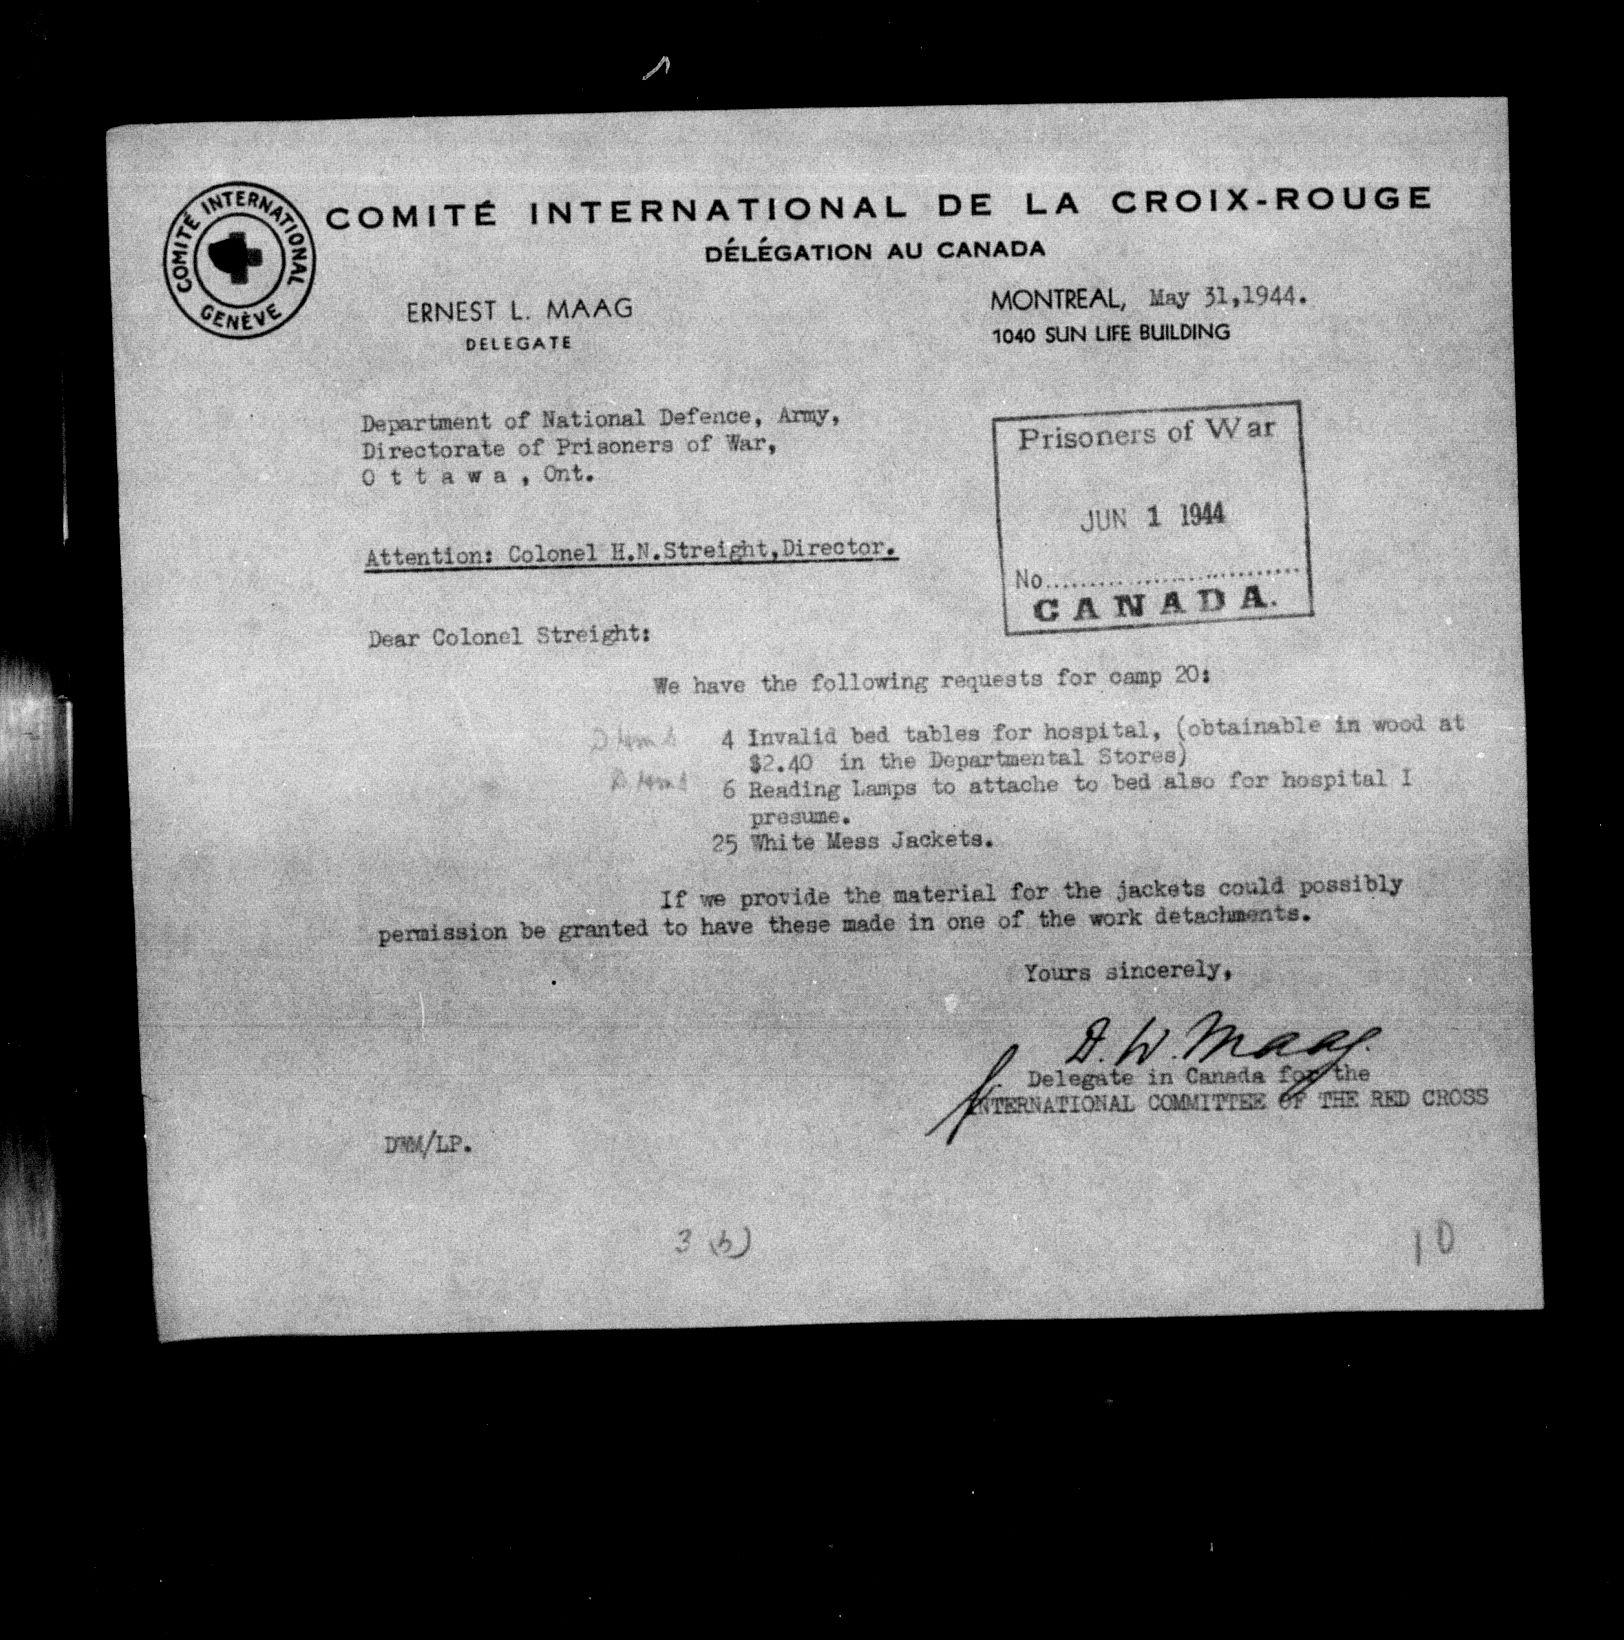 COMITÉ INTERNATIONAL GENÈVE
COMITÉ INTERNATIONAL DE LA CROIX-ROUGE
DÉLÉGATION AU CANADA
ERNEST L. MAAG
DELEGATE
MONTREAL, May 31,1944.
1040 SUN LIFE BUILDING
Department of National Defence, Army,
Directorate of Prisoners of War,
O t t a w a , Ont.
Prisoners of War
JUN 1 1944
No.
CANADA.
Attention: Colonel H.N.Streight,Director.
Dear Colonel Streight:
We have the following requests for camp 20:
4 Invalid bed tables for hospital, (obtainable in wood at
$2.40 in the Departmental Stores)
6 Reading Lamps to attache to bed also for hospital I
presume.
25 White Mess Jackets.
If we provide the material for the jackets could possibly
permission be granted to have these made in one of the work detachments.
Yours sincerely,
D. W. Maag.
Delegate in Canada for the
INTERNATIONAL COMMITTEE OF THE RED CROSS
DWM/LP.
3 (b)
10